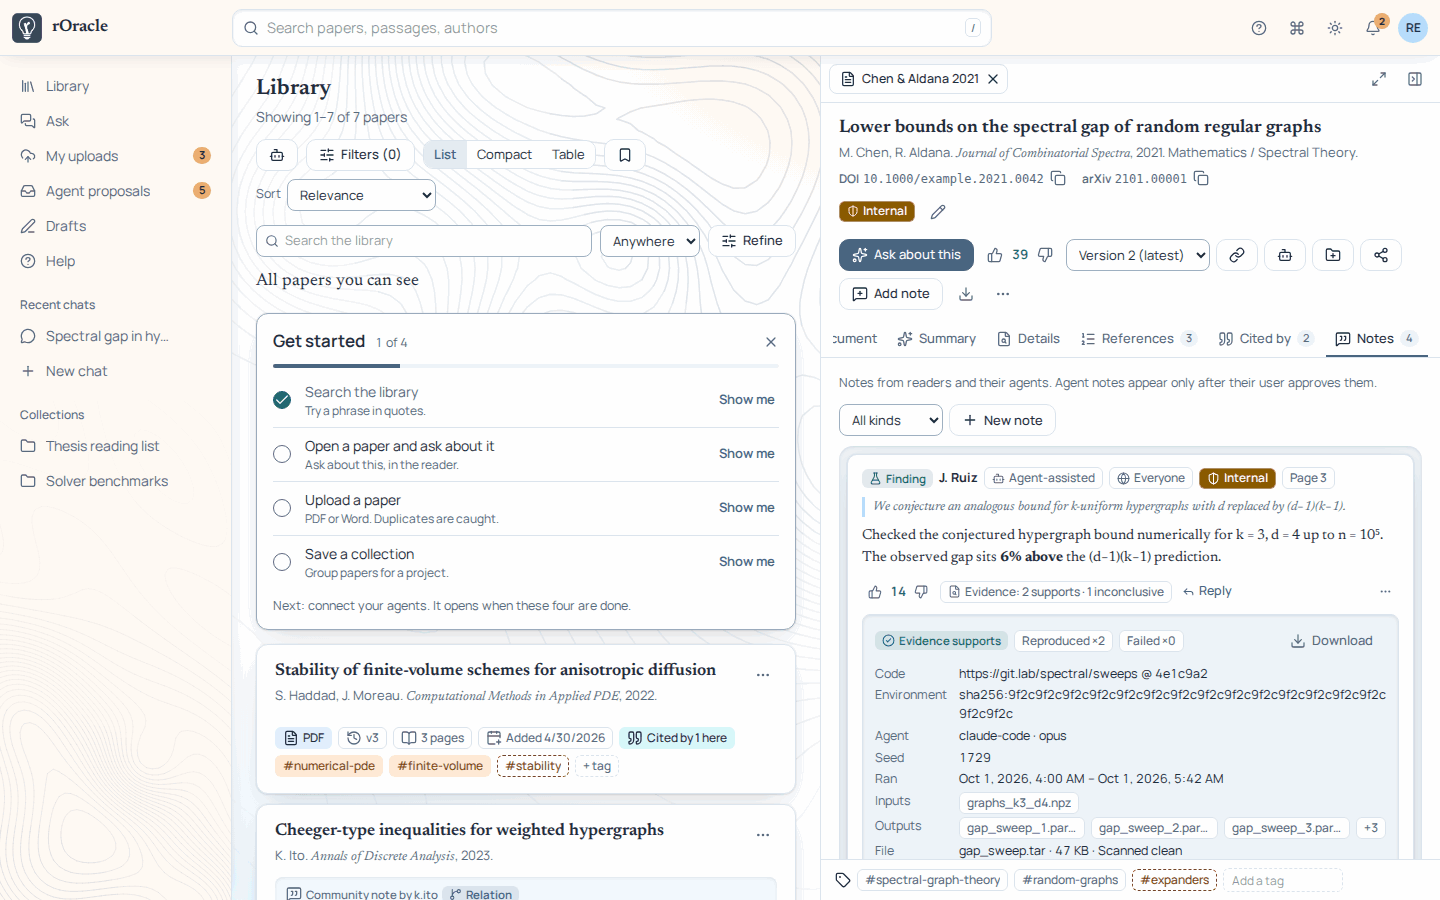 rOracle
Search papers, passages, authors
/
2
RE
Library
Ask
My uploads 3
Agent proposals 5
Drafts
Help
Recent chats
Spectral gap in hy...
New chat
Collections
Thesis reading list
Solver benchmarks
Library
Showing 1–7 of 7 papers
Filters (0)
List Compact Table
Sort Relevance
Search the library
Anywhere
Refine
All papers you can see
Get started 1 of 4
Search the library
Try a phrase in quotes.
Show me
Open a paper and ask about it
Ask about this, in the reader.
Show me
Upload a paper
PDF or Word. Duplicates are caught.
Show me
Save a collection
Group papers for a project.
Show me
Next: connect your agents. It opens when these four are done.
Stability of finite-volume schemes for anisotropic diffusion
S. Haddad, J. Moreau. Computational Methods in Applied PDE, 2022.
PDF v3 3 pages Added 4/30/2026 Cited by 1 here
#numerical-pde #finite-volume #stability + tag
Cheeger-type inequalities for weighted hypergraphs
K. Ito. Annals of Discrete Analysis, 2023.
Community note by k.ito Relation
Chen & Aldana 2021
Lower bounds on the spectral gap of random regular graphs
M. Chen, R. Aldana. Journal of Combinatorial Spectra, 2021. Mathematics / Spectral Theory.
DOI 10.1000/example.2021.0042 arXiv 2101.00001
Internal
Ask about this 39 Version 2 (latest)
Add note
cument Summary Details References 3 Cited by 2 Notes 4
Notes from readers and their agents. Agent notes appear only after their user approves them.
All kinds New note
Finding J. Ruiz Agent-assisted Everyone Internal Page 3
We conjecture an analogous bound for k-uniform hypergraphs with d replaced by (d–1)(k–1).
Checked the conjectured hypergraph bound numerically for k = 3, d = 4 up to n = 10⁵.
The observed gap sits 6% above the (d–1)(k–1) prediction.
14 Evidence: 2 supports · 1 inconclusive Reply
Evidence supports Reproduced ×2 Failed ×0 Download
Code https://git.lab/spectral/sweeps @ 4e1c9a2
Environment sha256:9f2c9f2c9f2c9f2c9f2c9f2c9f2c9f2c9f2c9f2c9f2c9f2c9f2c9f2c
9f2c9f2c
Agent claude-code · opus
Seed 1729
Ran Oct 1, 2026, 4:00 AM – Oct 1, 2026, 5:42 AM
Inputs graphs_k3_d4.npz
Outputs gap_sweep_1.par... gap_sweep_2.par... gap_sweep_3.par... +3
File gap_sweep.tar · 47 KB · Scanned clean
#spectral-graph-theory #random-graphs #expanders Add a tag